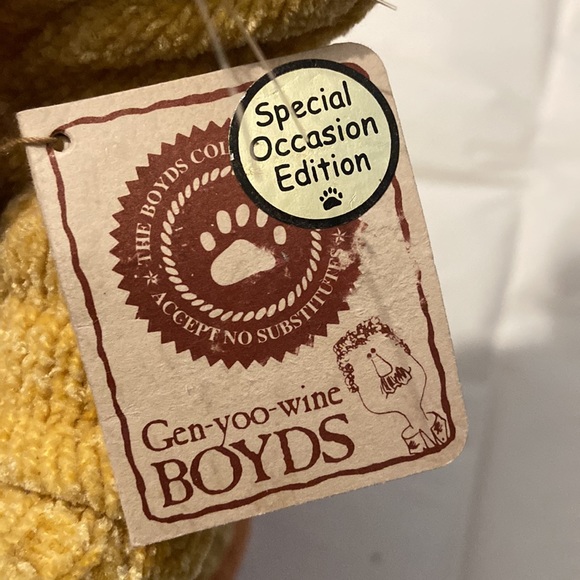 Special
Occasion
Edition
THE BOYDS COL
ACCEPT NO SUBSTITUTES
Gen-yoo-wine
BOYDS